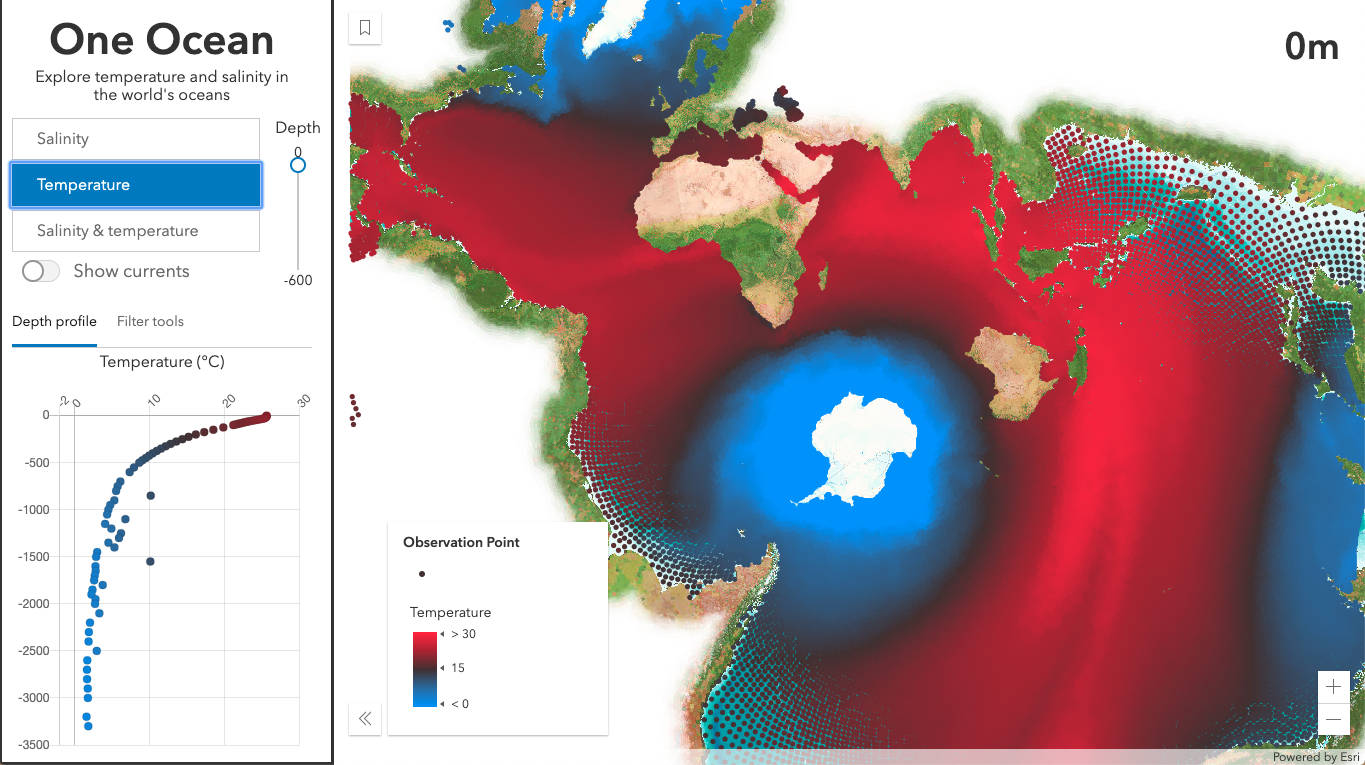 One Ocean
Explore temperature and salinity in
the world's oceans
Salinity
Temperature
Salinity & temperature
Show currents
Depth
0
-600
Depth profile
Filter tools
Temperature (°C)
-2
0
10
20
30
0
-500
-1000
-1500
-2000
-2500
-3000
-3500
0m
Observation Point
Temperature
> 30
15
< 0
Powered by Esri